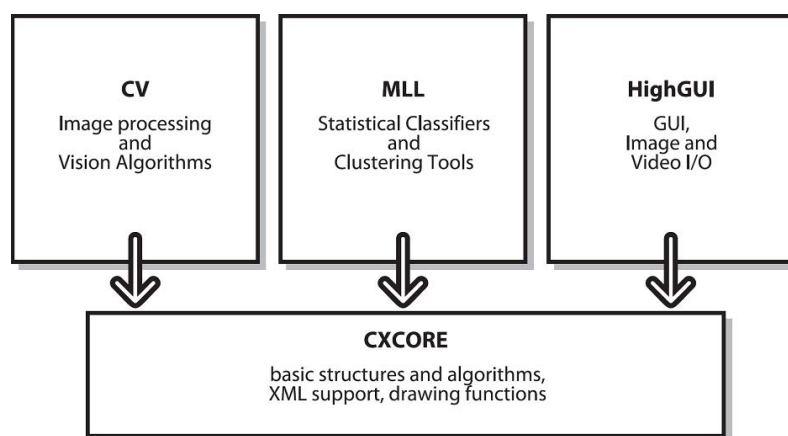 CV
Image processing
and
Vision Algorithms
MLL
Statistical Classifiers
and
Clustering Tools
HighGUI
GUI,
Image and
Video I/O
CXCORE
basic structures and algorithms,
XML support, drawing functions